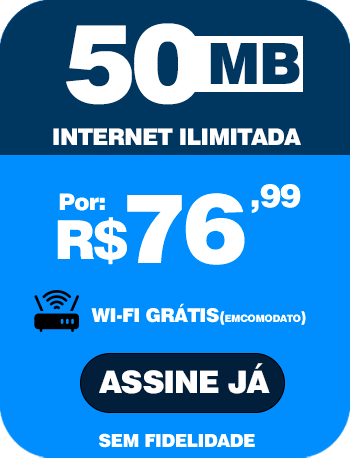 50 MB
INTERNET ILIMITADA
Por:
R$76,99
WI-FI GRÁTIS(EMCOMODATO)
ASSINE JÁ
SEM FIDELIDADE